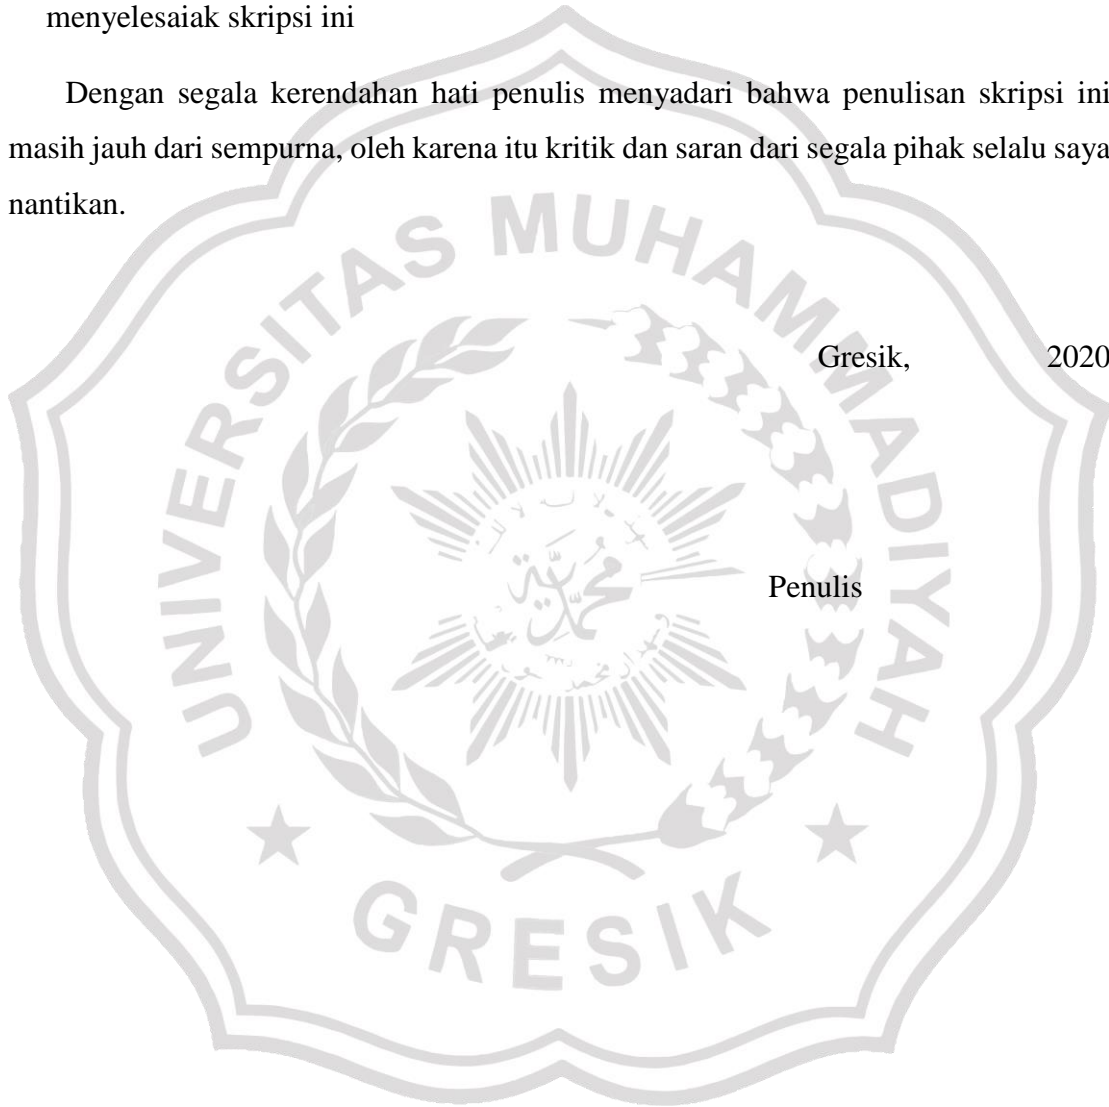 menyelesaiak skripsi ini
Dengan segala kerendahan hati penulis menyadari bahwa penulisan skripsi ini
masih jauh dari sempurna, oleh karena itu kritik dan saran dari segala pihak selalu saya
nantikan.
UNIVERSITAS MUHAMMADIYAH
Gresik, 2020
محمدية
Penulis
GRESIK